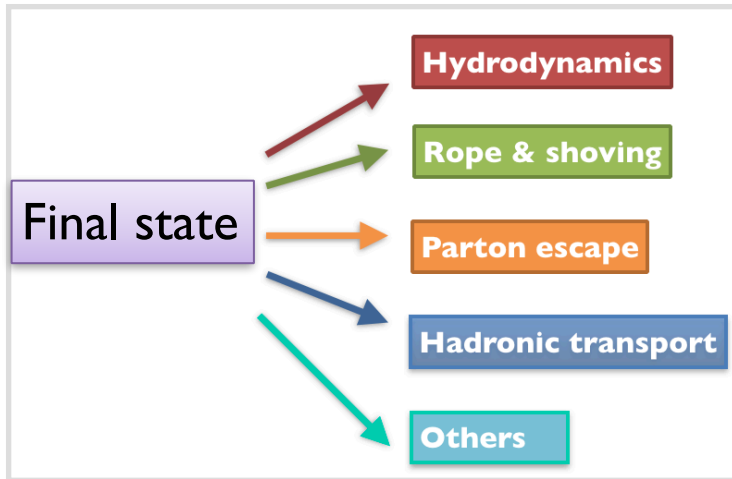 Hydrodynamics
Rope & shoving
Final state
Parton escape
Hadronic transport
Others